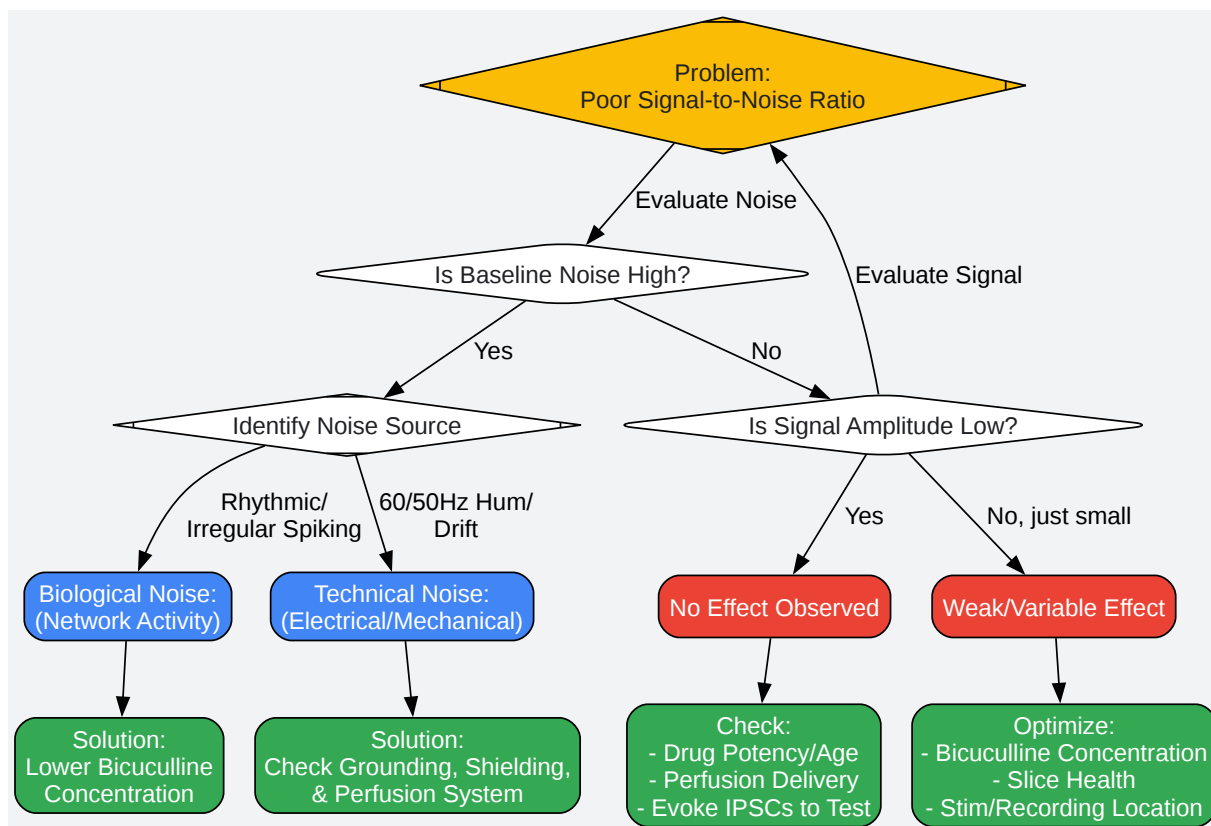 Problem:
Poor Signal-to-Noise Ratio
Evaluate Noise
Evaluate Signal
Is Baseline Noise High?
Yes
No
Identify Noise Source
Is Signal Amplitude Low?
Rhythmic/
Irregular Spiking
60/50Hz Hum/
Drift
Yes
No, just small
Biological Noise:
(Network Activity)
Technical Noise:
(Electrical/Mechanical)
No Effect Observed
Weak/Variable Effect
Solution:
Lower Bicuculline
Concentration
Solution:
Check Grounding, Shielding,
& Perfusion System
Check:
- Drug Potency/Age
- Perfusion Delivery
- Evoke IPSCs to Test
Optimize:
- Bicuculline Concentration
- Slice Health
- Stim/Recording Location